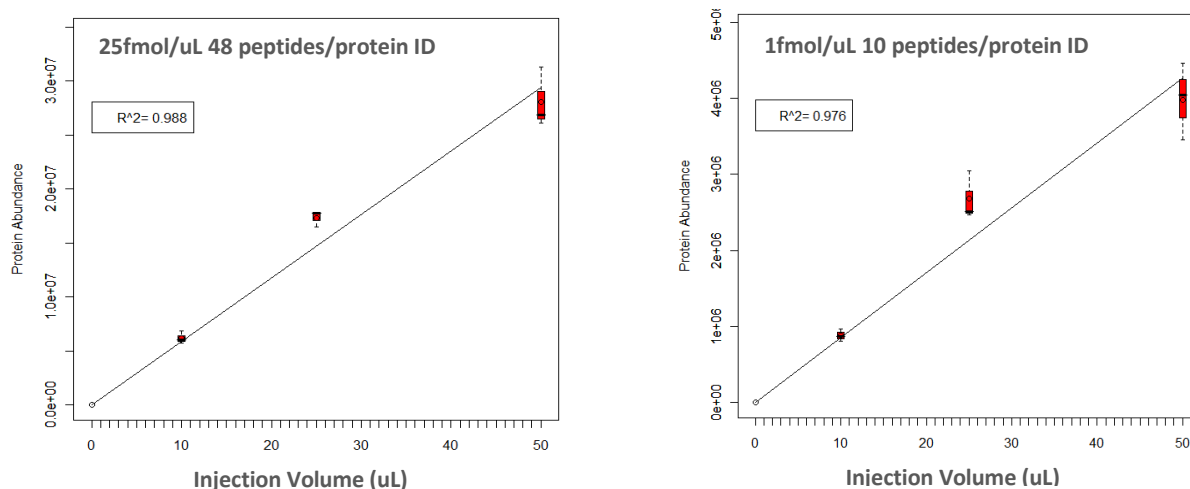 25fmol/uL 48 peptides/protein ID
R^2= 0.988
Protein Abundance
3.0e+07
2.0e+07
1.0e+07
0.0e+00
0 10 20 30 40 50
Injection Volume (uL)
1fmol/uL 10 peptides/protein ID
R^2= 0.976
Protein Abundance
4e+06
3e+06
2e+06
1e+06
0e+00
0 10 20 30 40 50
Injection Volume (uL)